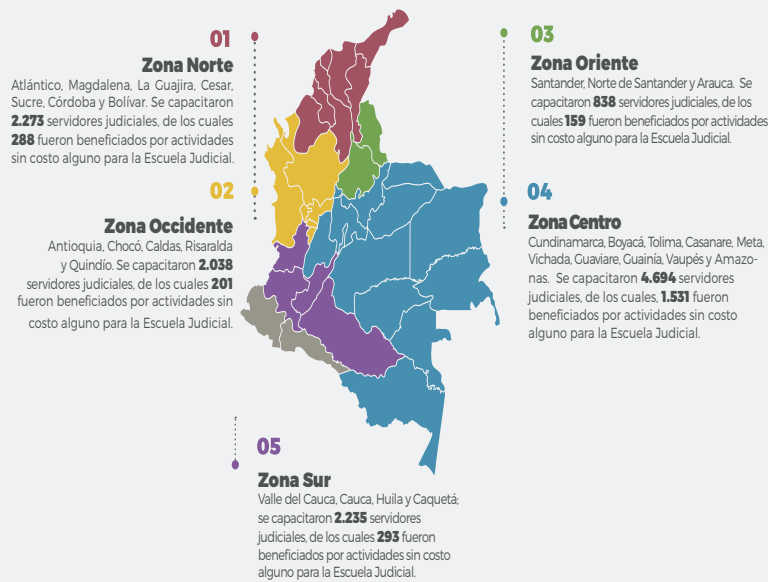 01
Zona Norte
Atlántico, Magdalena, La Guajira, Cesar,
Sucre, Córdoba y Bolívar. Se capacitaron
2.273 servidores judiciales, de los cuales
288 fueron beneficiados por actividades
sin costo alguno para la Escuela Judicial.
02
Zona Occidente
Antioquia, Chocó, Caldas, Risaralda
y Quindío. Se capacitaron 2.038
servidores judiciales, de los cuales 201
fueron beneficiados por actividades sin
costo alguno para la Escuela Judicial.
03
Zona Oriente
Santander, Norte de Santander y Arauca. Se
capacitaron 838 servidores judiciales, de los
cuales 159 fueron beneficiados por actividades
sin costo alguno para la Escuela Judicial.
04
Zona Centro
Cundinamarca, Boyacá, Tolima, Casanare, Meta,
Vichada, Guaviare, Guainía, Vaupés y Amazo-
nas. Se capacitaron 4.694 servidores
judiciales, de los cuales, 1.531 fueron
beneficiados por actividades sin costo
alguno para la Escuela Judicial.
05
Zona Sur
Valle del Cauca, Cauca, Huila y Caquetá;
se capacitaron 2.235 servidores
judiciales, de los cuales 293 fueron
beneficiados por actividades sin costo
alguno para la Escuela Judicial.